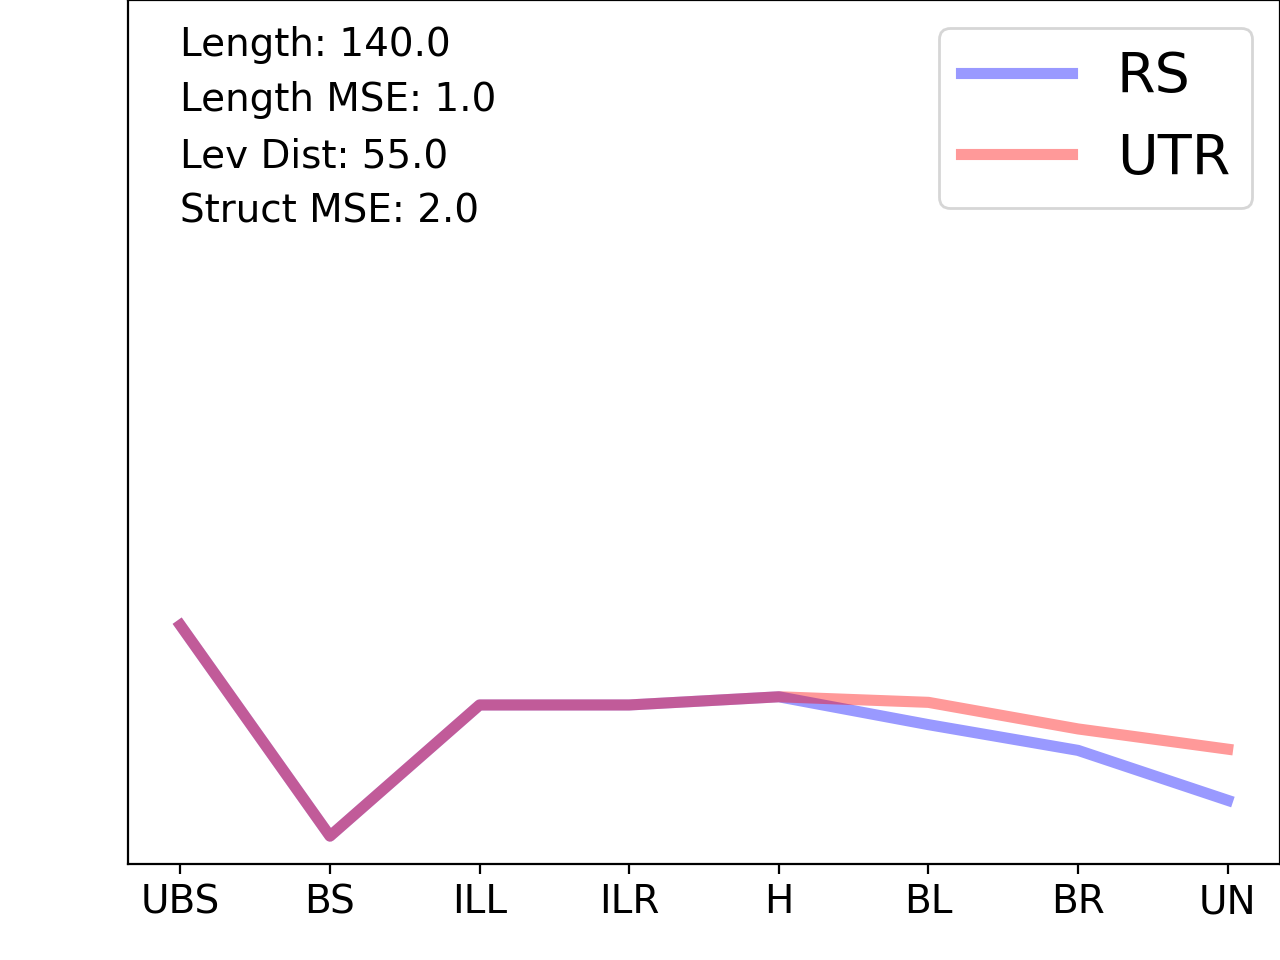 Length: 140.0
Length MSE: 1.0
Lev Dist: 55.0
Struct MSE: 2.0
RS
UTR
UBS BS ILL ILR H BL BR UN